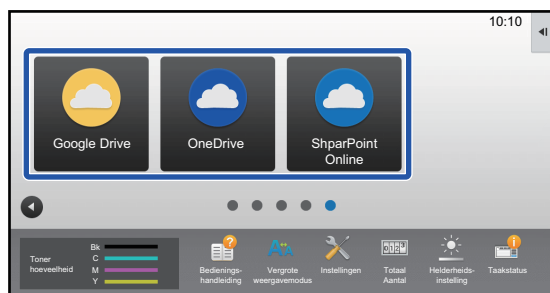 10:10
Google Drive
OneDrive
ShparPoint
Online
Toner
hoeveelheid
Bk
C
M
Y
Bedienings-
handleiding
Vergrote
weergavemodus
Instellingen
Totaal
Aantal
Helderheids-
instelling
Taakstatus